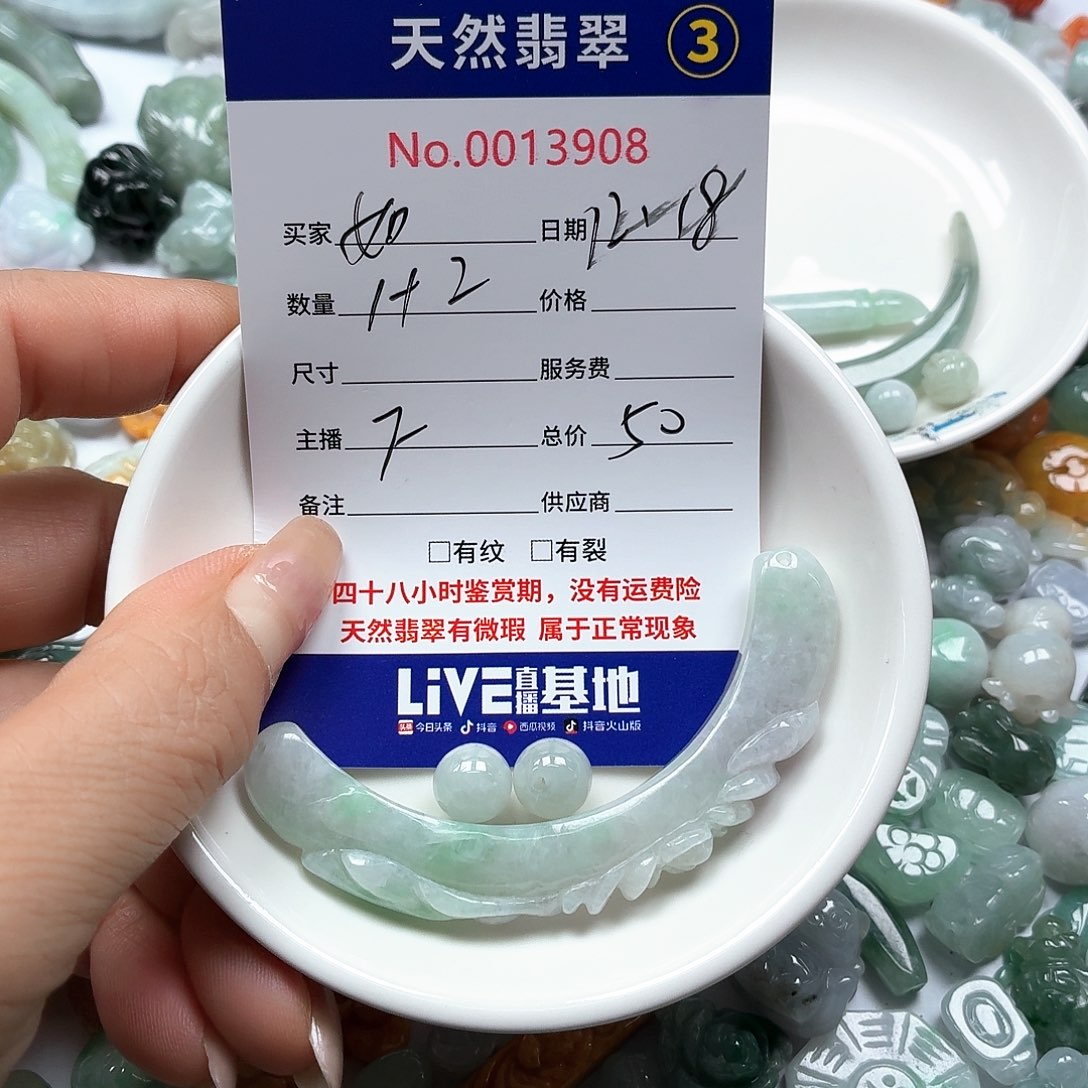 天然翡翠 3
No.0013908
买家 日期 12-18
数量 1+2 价格
尺寸 服务费
主播 7 总价 50
备注 供应商
□有纹 □有裂
四十八小时鉴赏期，没有运费险
天然翡翠有微瑕 属于正常现象
LiVE直播基地
头条 今日头条 抖音 西瓜视频 抖音火山版